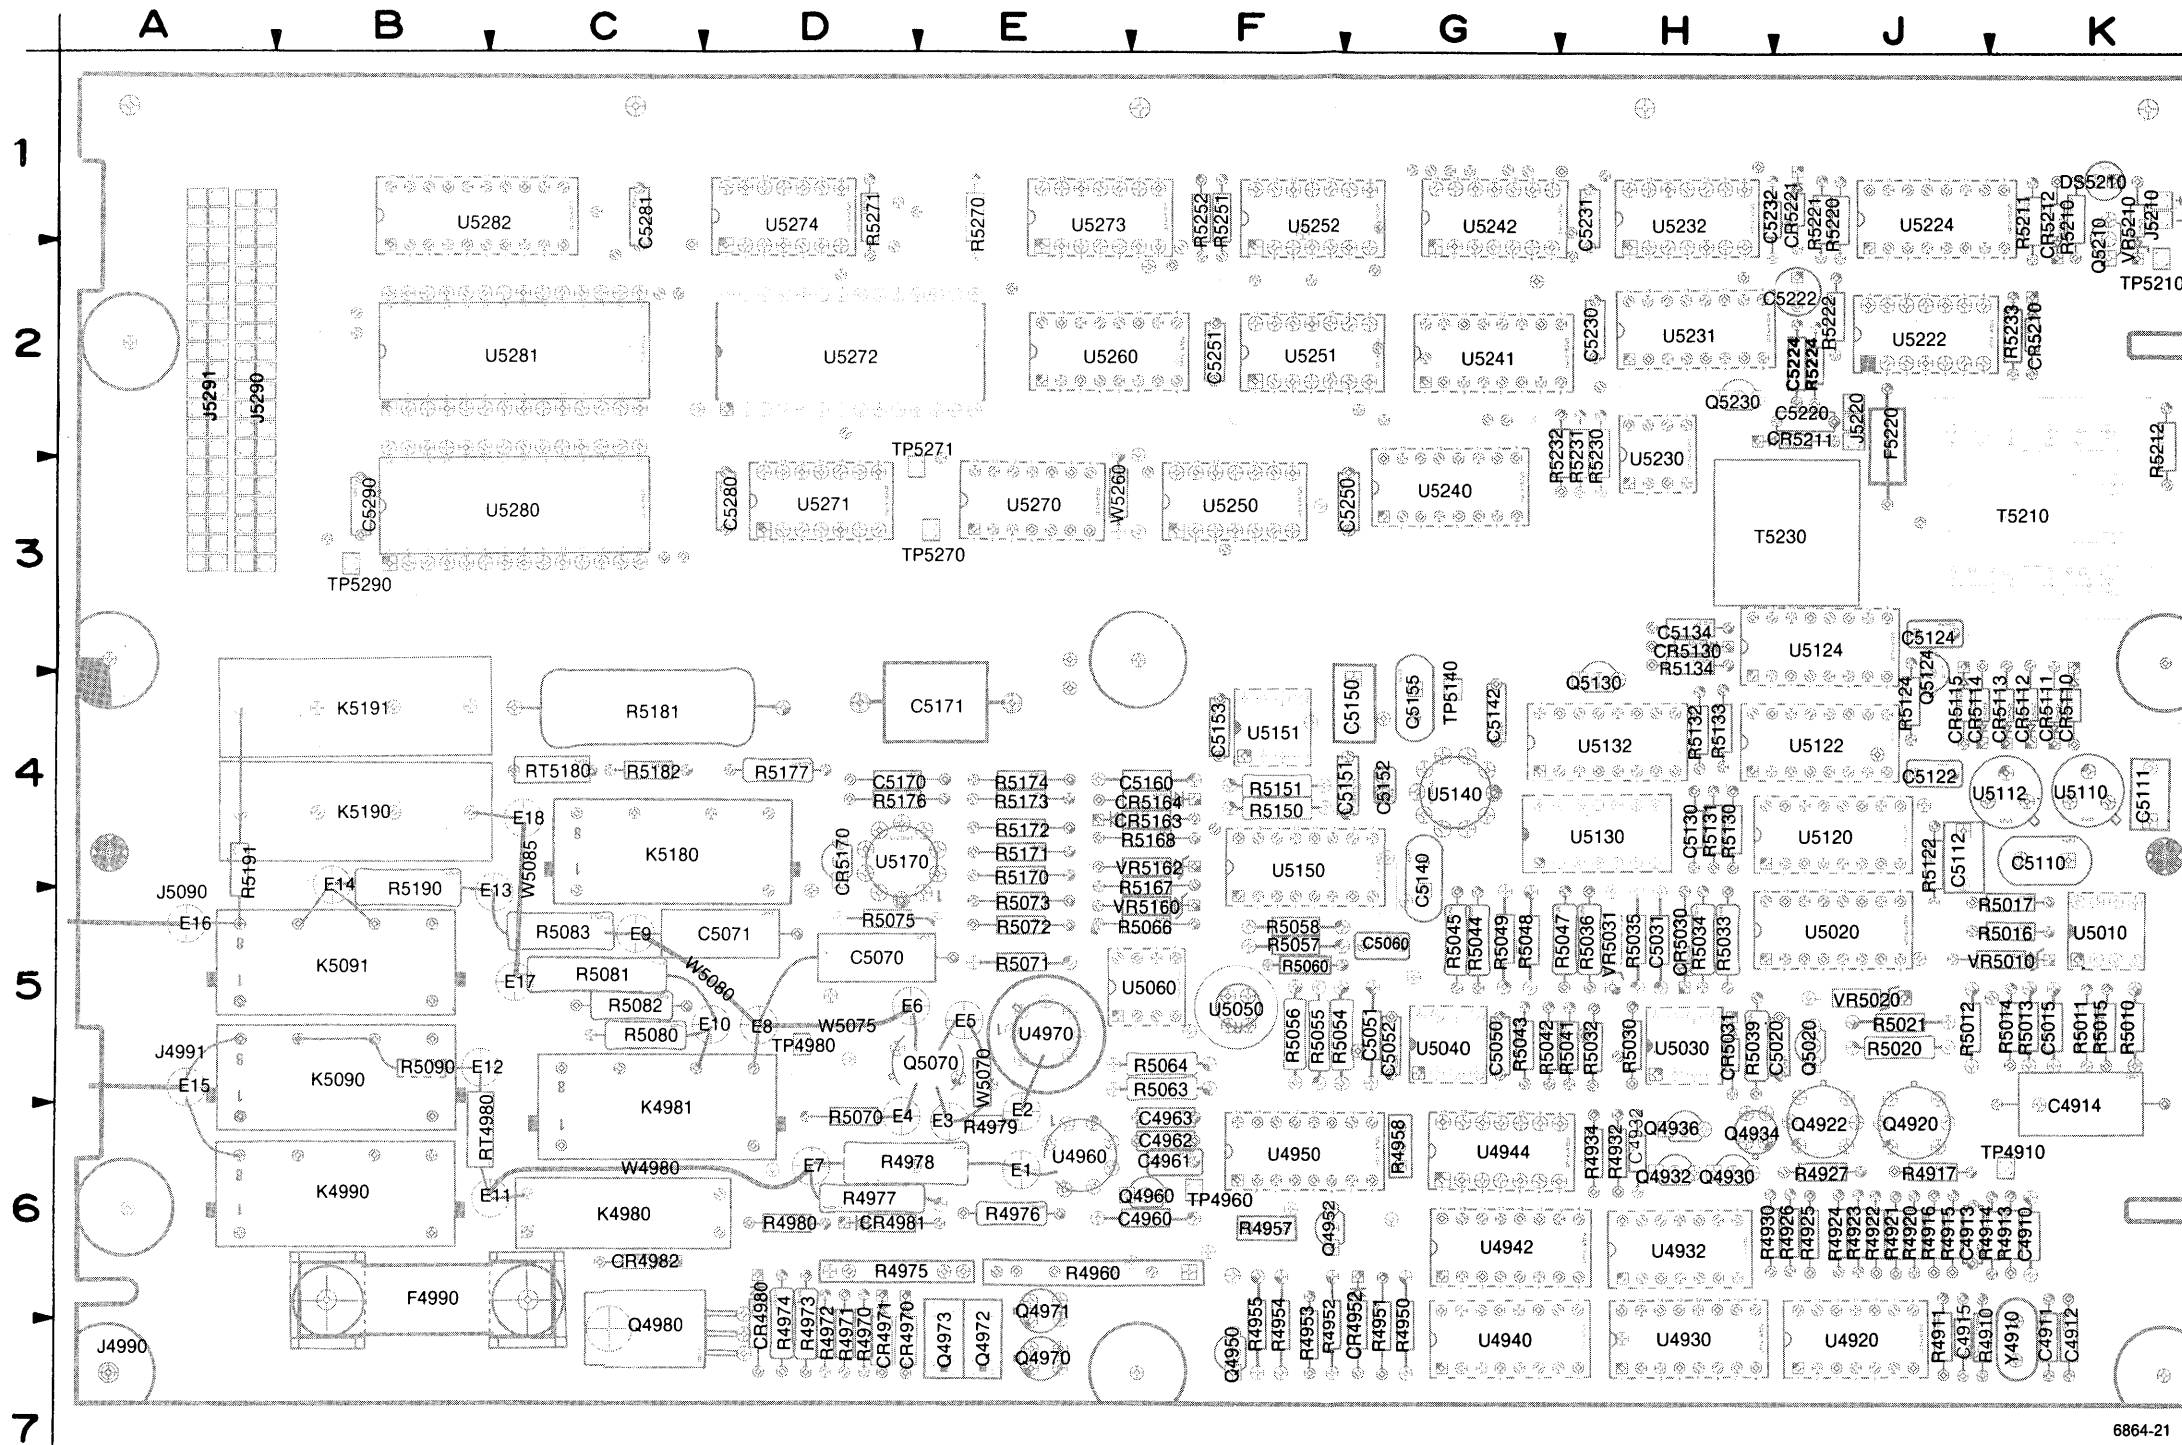 A B C D E F G H J K
1
DS5210
U5282 C5281 U5274 R5271 R5270 U5273 R5252 R5251 U5252 U5242 C5231 U5232 C5232 CR5221 R5221 R5220 U5224 R5211 CR5212 R5210 Q5210 VR5210 J5210
TP5210
2
J5291 J5290 U5281 U5272 U5260 C5251 U5251 U5241 C5230 U5231 C5222 R5222 C5224 R5224 U5222 R5233 CR5210
Q5230 C5220 J5220 F5220
CR5211
TP5271 R5232 R5231 R5230 U5230 R5212
C5290 U5280 C5280 U5271 U5270 W5260 U5250 C5250 U5240
T5230 T5210
3
TP5270
TP5290
C5134 C5124
CR5130 U5124
R5134
Q5130 Q5124
K5191 R5181 C5171 C5153 U5151 C5150 C5155 TP5140 C5142 U5132 R5132 R5133 U5122 R5124 CR5115 CR5114 CR5113 CR5112 CR5111 CR5110
4
RT5180 R5182 R5177 C5170 R5174 C5160 R5151 C5151 C5152 C5122
R5176 R5173 CR5164 R5150 U5140 U5112 U5110 C5111
K5190 E18 CR5163
R5172 R5168 U5130 C5130 R5131 R5130 U5120
R5191 W5085 K5180 CR5170 U5170 R5171 VR5162 U5150 C5140 R5122 C5112 C5110
J5090 E14 R5190 E13 R5170 R5167
R5073 VR5160 R5017
E16 R5075 R5072 R5066 R5058
R5083 E9 C5071 R5057 C5060 R5045 R5044 R5049 R5048 R5047 R5036 VR5031 R5035 C5031 CR5030 R5034 R5033 U5020 R5016 U5010
K5091 R5081 W5080 C5070 R5071 R5060 VR5010
5
E17 U5060
R5082 E6 U5050 VR5020
R5080 E10 E8 W5075 E5 U4970 R5056 R5055 R5054 C5051 C5052 U5040 C5050 R5043 R5042 R5041 R5032 R5030 U5030 CR5031 R5039 C5020 Q5020 R5021 R5012 R5014 R5013 C5015 R5011 R5015 R5010
J4991 TP4980 R5020
R5090 E12 Q5070 W5070 R5064
E15 K5090 R5063
K4981 E2 C4914
RT4980 R5070 E4 E3 R4979 C4963 C4932 Q4936 Q4934 Q4922 Q4920
C4962 U4950 R4958 U4944 R4934 R4932
U4960 C4961 TP4910
W4980 E7 R4978 E1 Q4932 Q4930 R4927 R4917
K4990 E11 R4977 Q4960 TP4960
6
K4980 R4980 CR4981 R4976 C4960 R4957 Q4952 U4942 U4932 R4930 R4926 R4925 R4924 R4923 R4922 R4921 R4920 R4916 R4915 C4913 R4914 R4913 C4910
CR4982
R4975 R4960
F4990
Q4971
J4990 Q4980 CR4980 R4974 R4973 R4972 R4971 R4970 CR4971 CR4970 Q4973 Q4972 Q4970 Q4950 R4955 R4954 R4953 R4952 CR4952 R4951 R4950 U4940 U4930 U4920 R4911 C4915 R4910 Y4910 C4911 C4912
7
6864-21